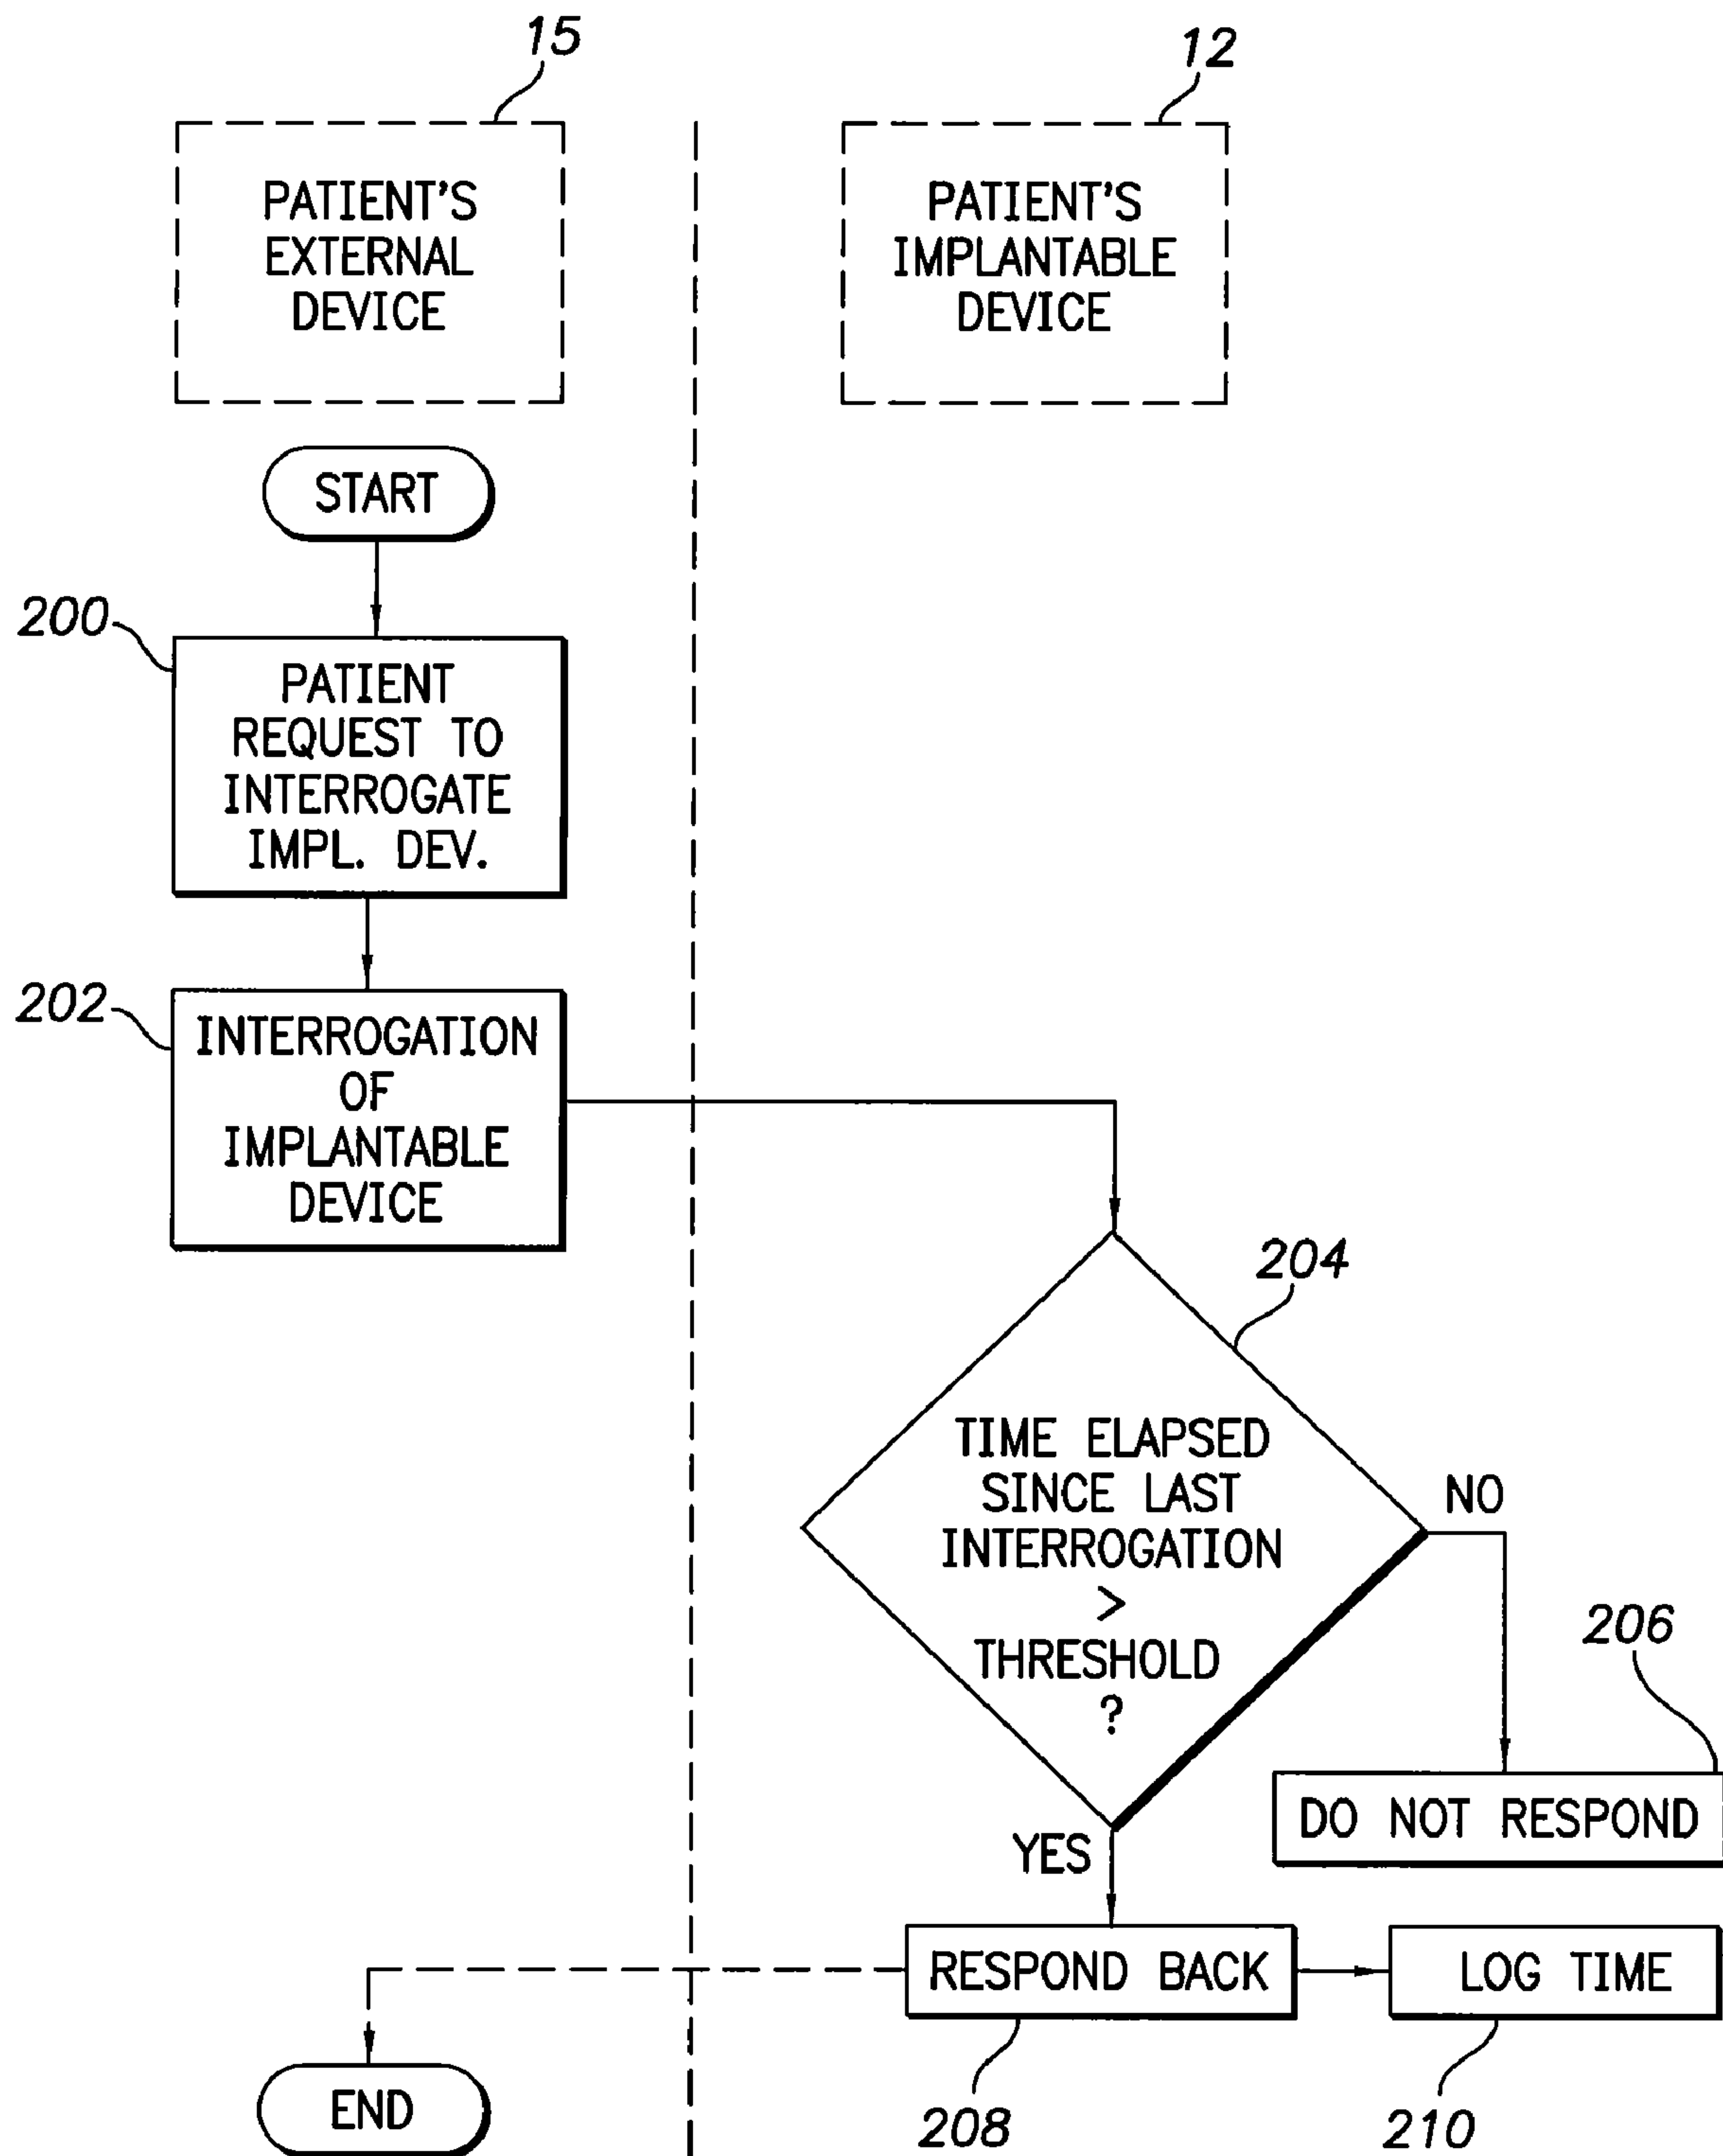 15
12
PATIENT'S
EXTERNAL
DEVICE
PATIENT'S
IMPLANTABLE
DEVICE
START
200
PATIENT
REQUEST TO
INTERROGATE
IMPL. DEV.
202
INTERROGATION
OF
IMPLANTABLE
DEVICE
204
TIME ELAPSED
SINCE LAST
INTERROGATION
>
THRESHOLD
?
NO
206
DO NOT RESPOND
YES
RESPOND BACK
LOG TIME
END
208
210